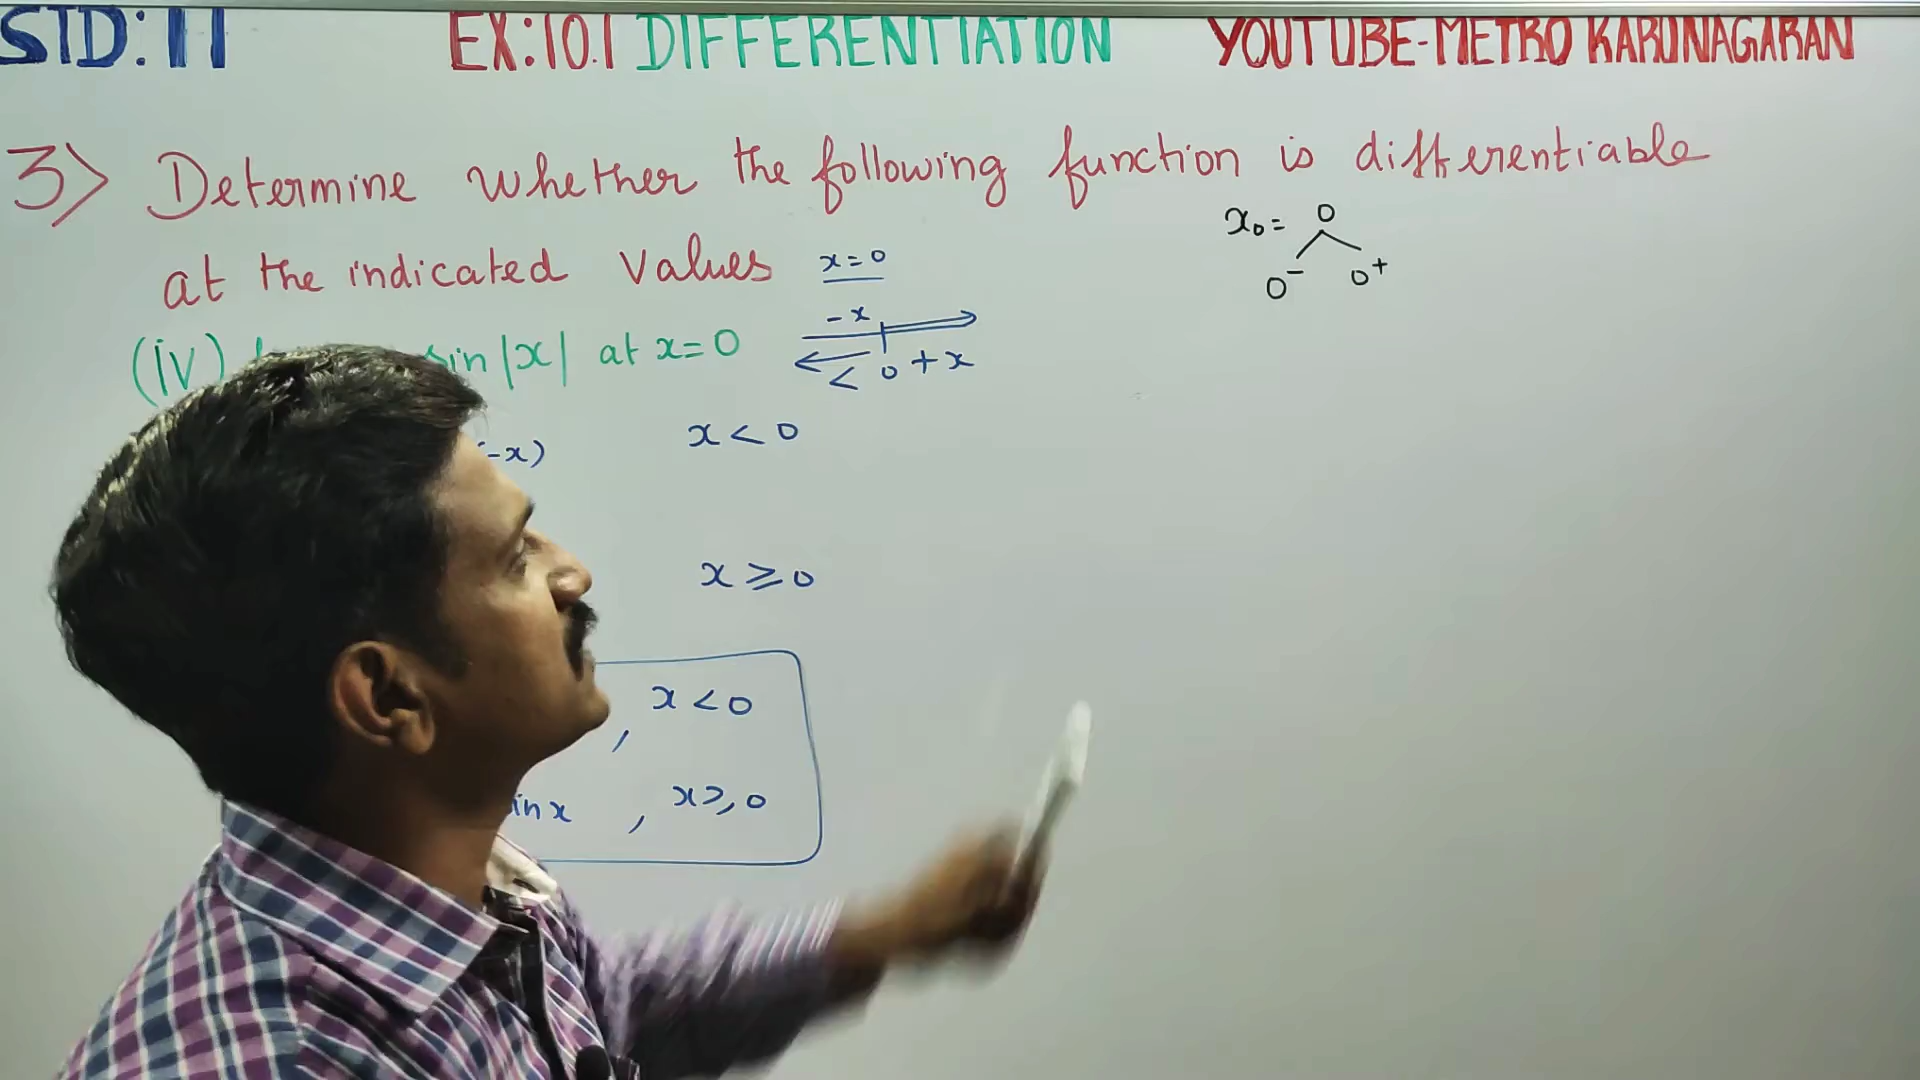 STD: 11 EX:10.1 DIFFERENTIATION YOUTUBE-METRO KARUNAGARAN
3) Determine whether the following function is differentiable
at the indicated values x=0
x₀= 0
0⁻ 0⁺
-x
(iv) sin |x| at x=0
< 0 + x
-x) x < 0
x ≥ 0
, x < 0
in x , x ≥ 0